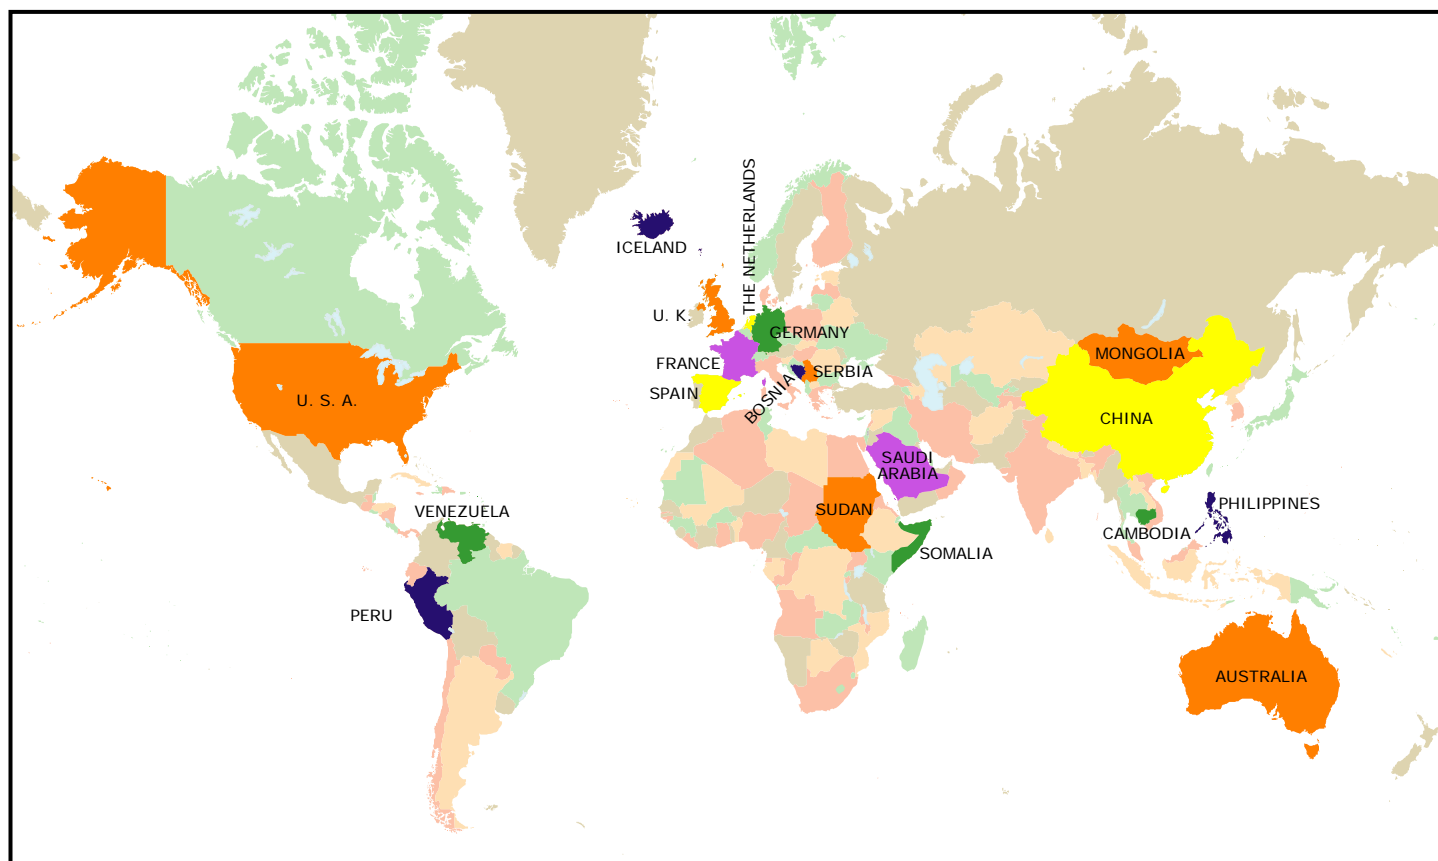 THE NETHERLANDS
ICELAND
U. K.
GERMANY
FRANCE
SERBIA
MONGOLIA
SPAIN
BOSNIA
U. S. A.
CHINA
SAUDI
ARABIA
VENEZUELA
SUDAN
PHILIPPINES
CAMBODIA
SOMALIA
PERU
AUSTRALIA